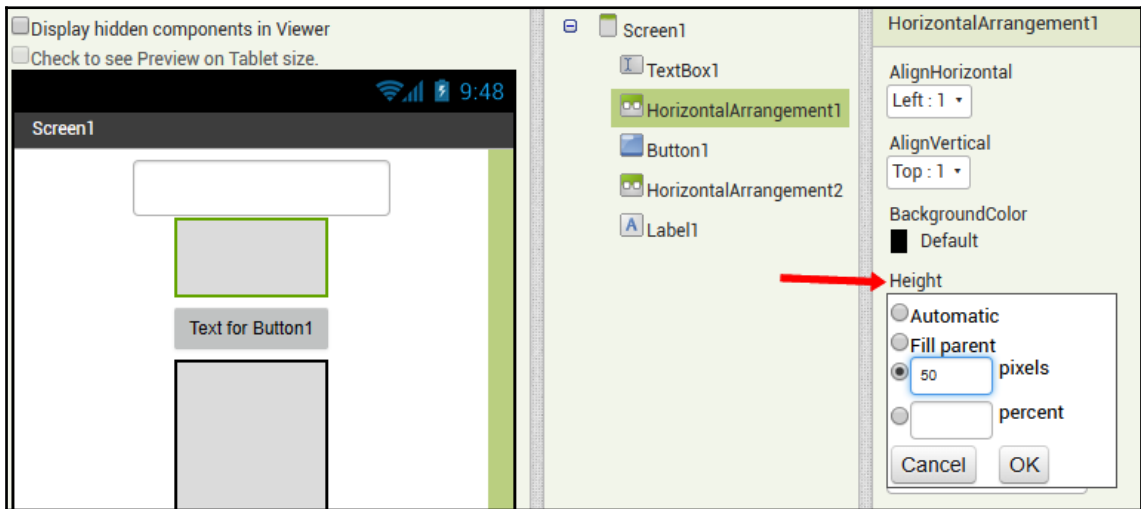 Display hidden components in Viewer
Check to see Preview on Tablet size.
9:48
Screen1
Text for Button1
Screen1
TextBox1
HorizontalArrangement1
Button1
HorizontalArrangement2
A Label1
HorizontalArrangement1
AlignHorizontal
Left : 1
AlignVertical
Top : 1
BackgroundColor
Default
Height
Automatic
Fill parent
50 pixels
percent
Cancel OK